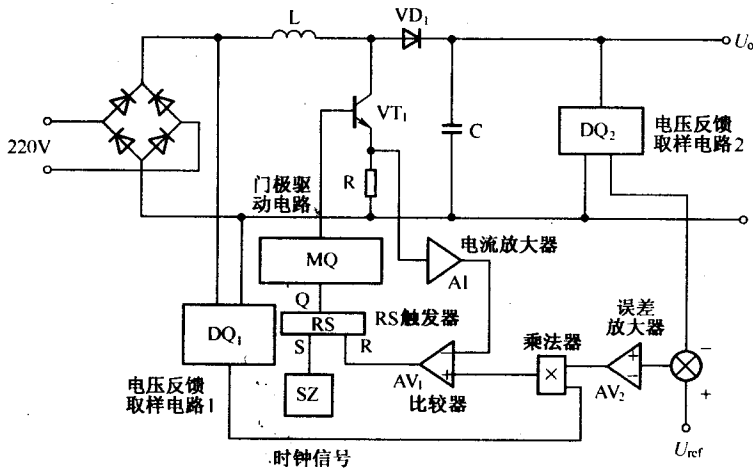 L
VD₁
Uₒ
VT₁
C
DQ₂
电压反馈
取样电路2
220V
R
门极驱
动电路
MQ
电流放大器
A1
Q
RS
RS触发器
S
R
DQ₁
SZ
AV₁
比较器
乘法器
×
误差
放大器
AV₂
电压反馈
取样电路1
时钟信号
U_ref
−
+
−
+
+
−